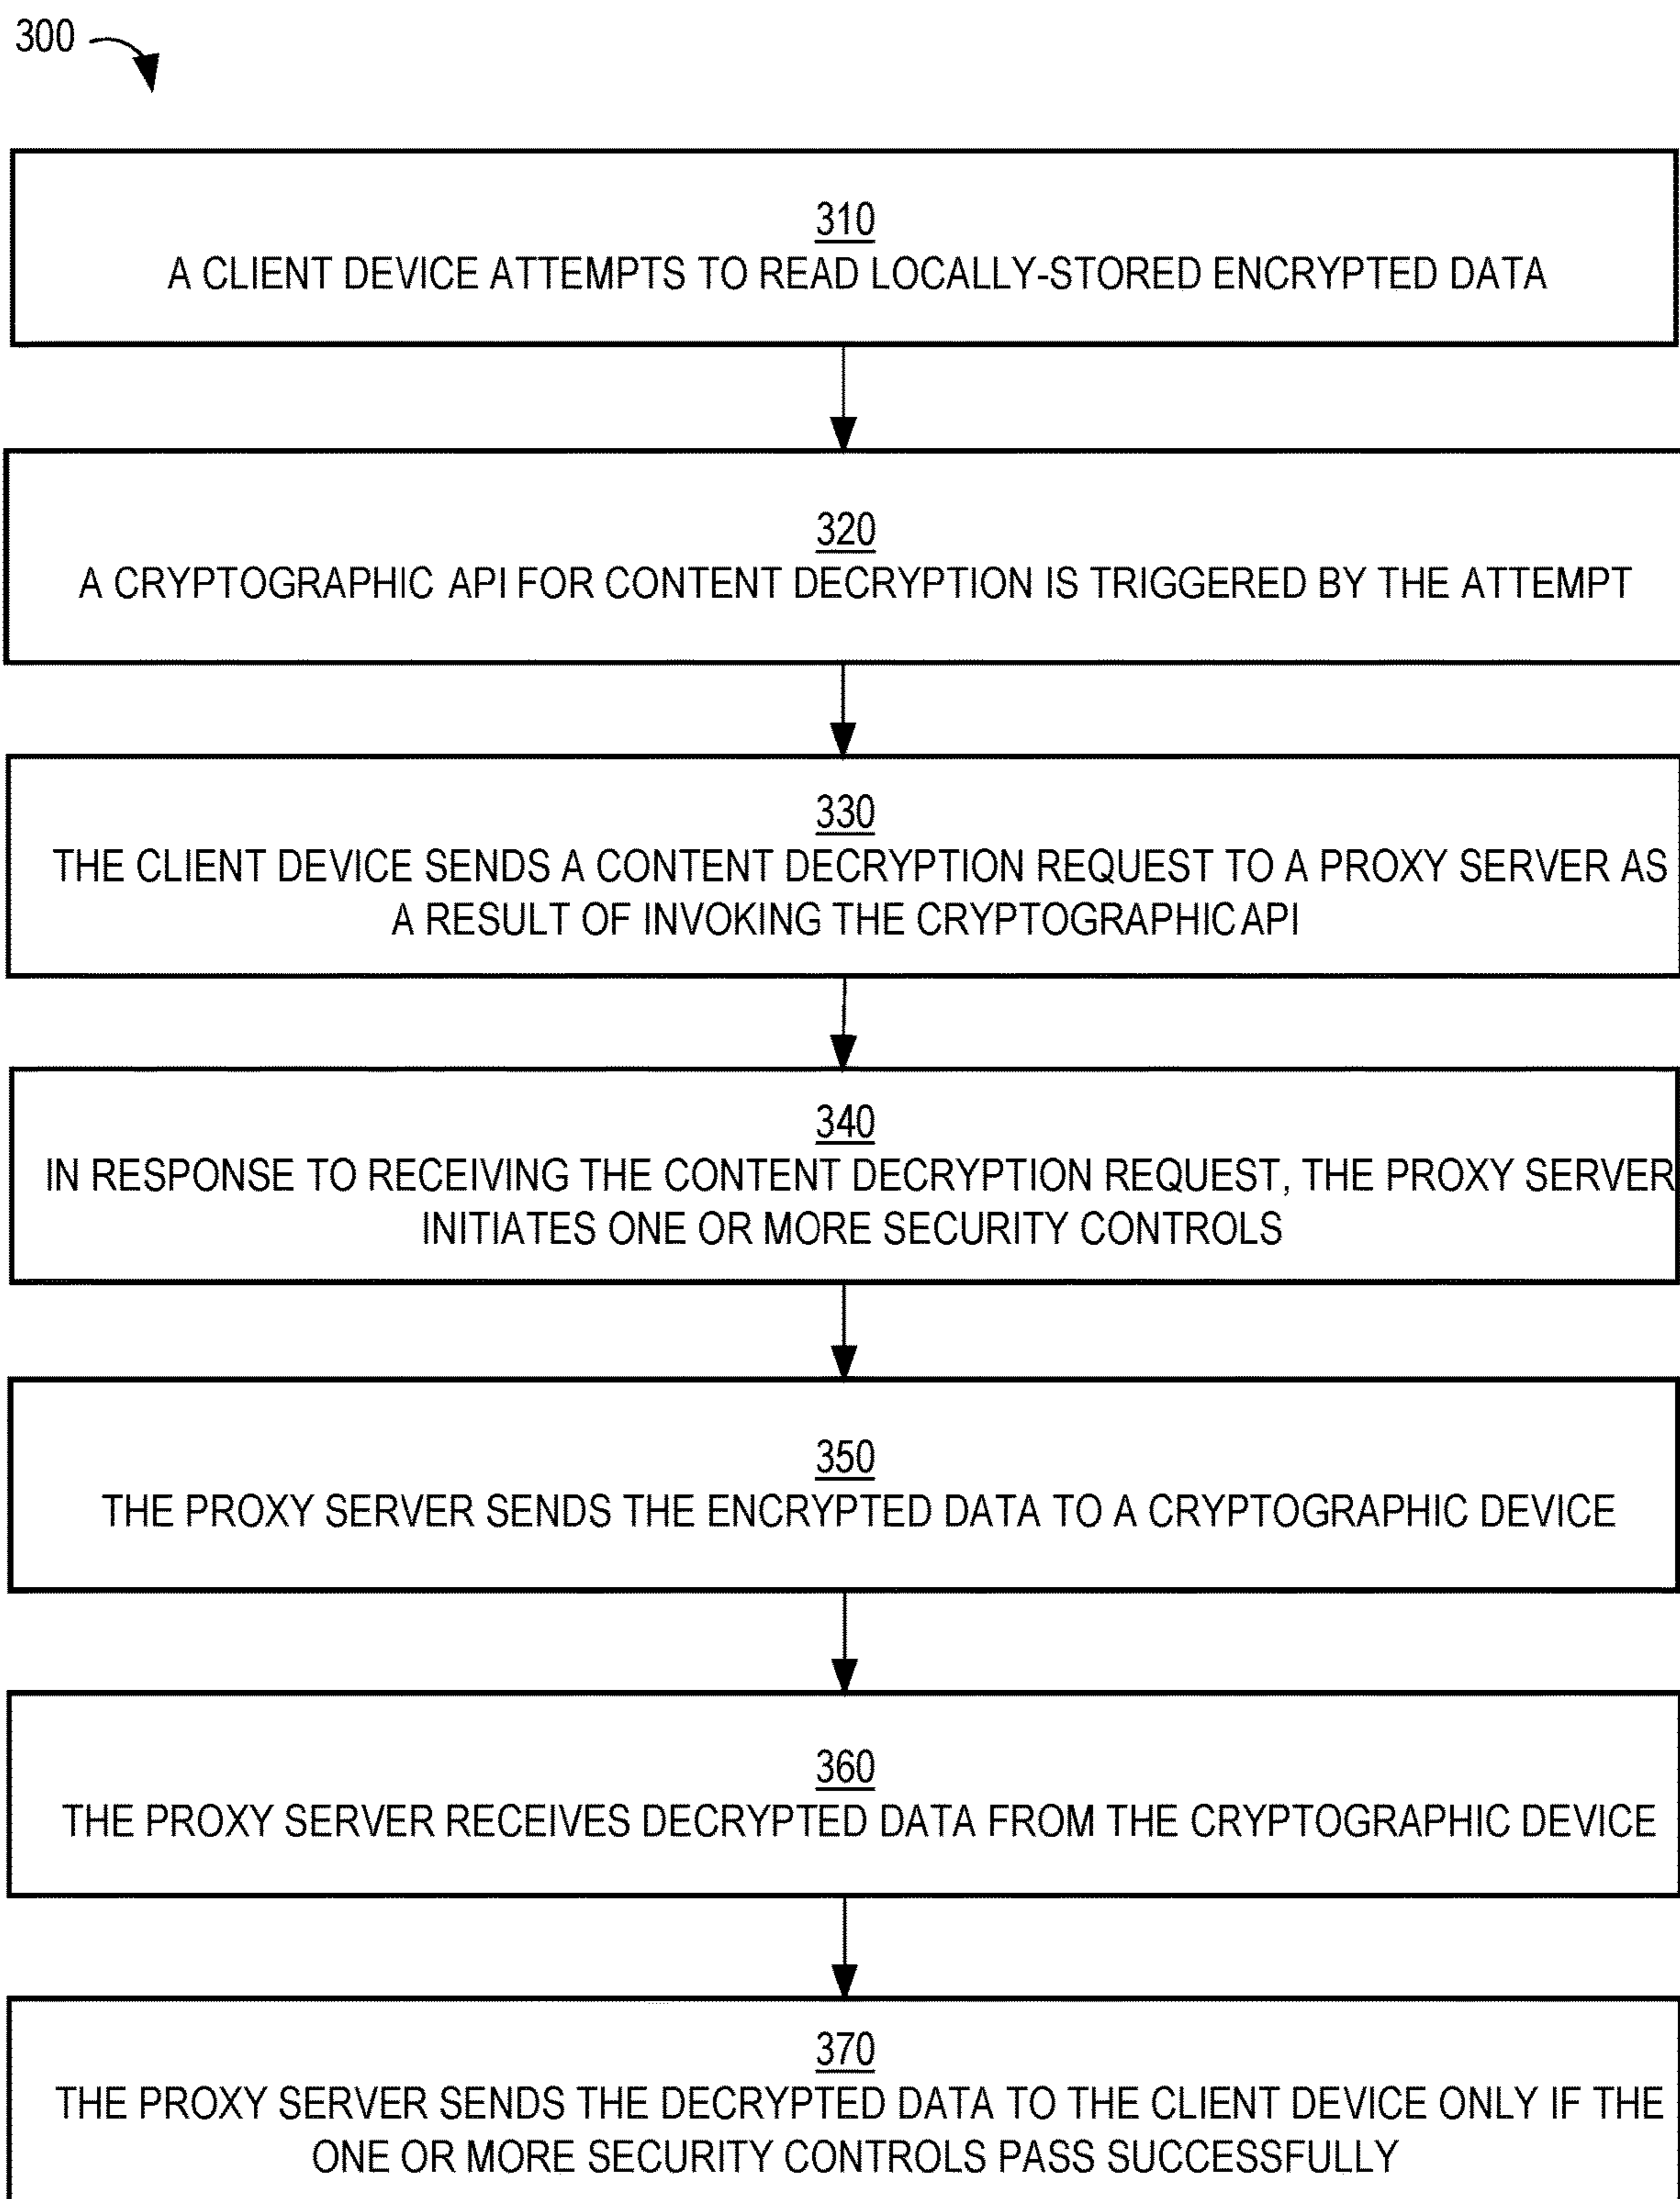 300
310
A CLIENT DEVICE ATTEMPTS TO READ LOCALLY-STORED ENCRYPTED DATA
320
A CRYPTOGRAPHIC API FOR CONTENT DECRYPTION IS TRIGGERED BY THE ATTEMPT
330
THE CLIENT DEVICE SENDS A CONTENT DECRYPTION REQUEST TO A PROXY SERVER AS
A RESULT OF INVOKING THE CRYPTOGRAPHIC API
340
IN RESPONSE TO RECEIVING THE CONTENT DECRYPTION REQUEST, THE PROXY SERVER
INITIATES ONE OR MORE SECURITY CONTROLS
350
THE PROXY SERVER SENDS THE ENCRYPTED DATA TO A CRYPTOGRAPHIC DEVICE
360
THE PROXY SERVER RECEIVES DECRYPTED DATA FROM THE CRYPTOGRAPHIC DEVICE
370
THE PROXY SERVER SENDS THE DECRYPTED DATA TO THE CLIENT DEVICE ONLY IF THE
ONE OR MORE SECURITY CONTROLS PASS SUCCESSFULLY